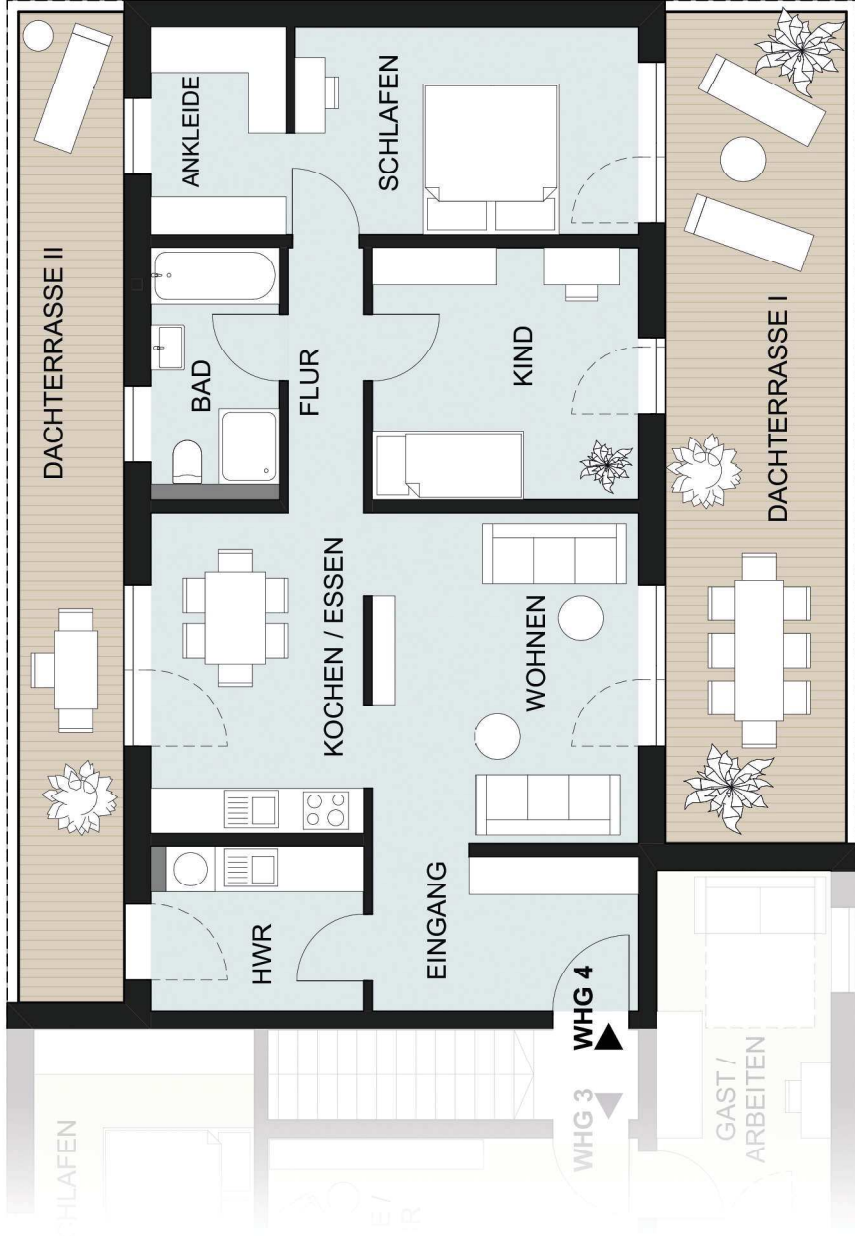 DACHTERRASSE II
ANKLEIDE
SCHLAFEN
BAD
FLUR
KIND
DACHTERRASSE I
KOCHEN / ESSEN
WOHNEN
HWR
EINGANG
WHG 4
WHG 3
GAST /
ARBEITEN
HLAFEN